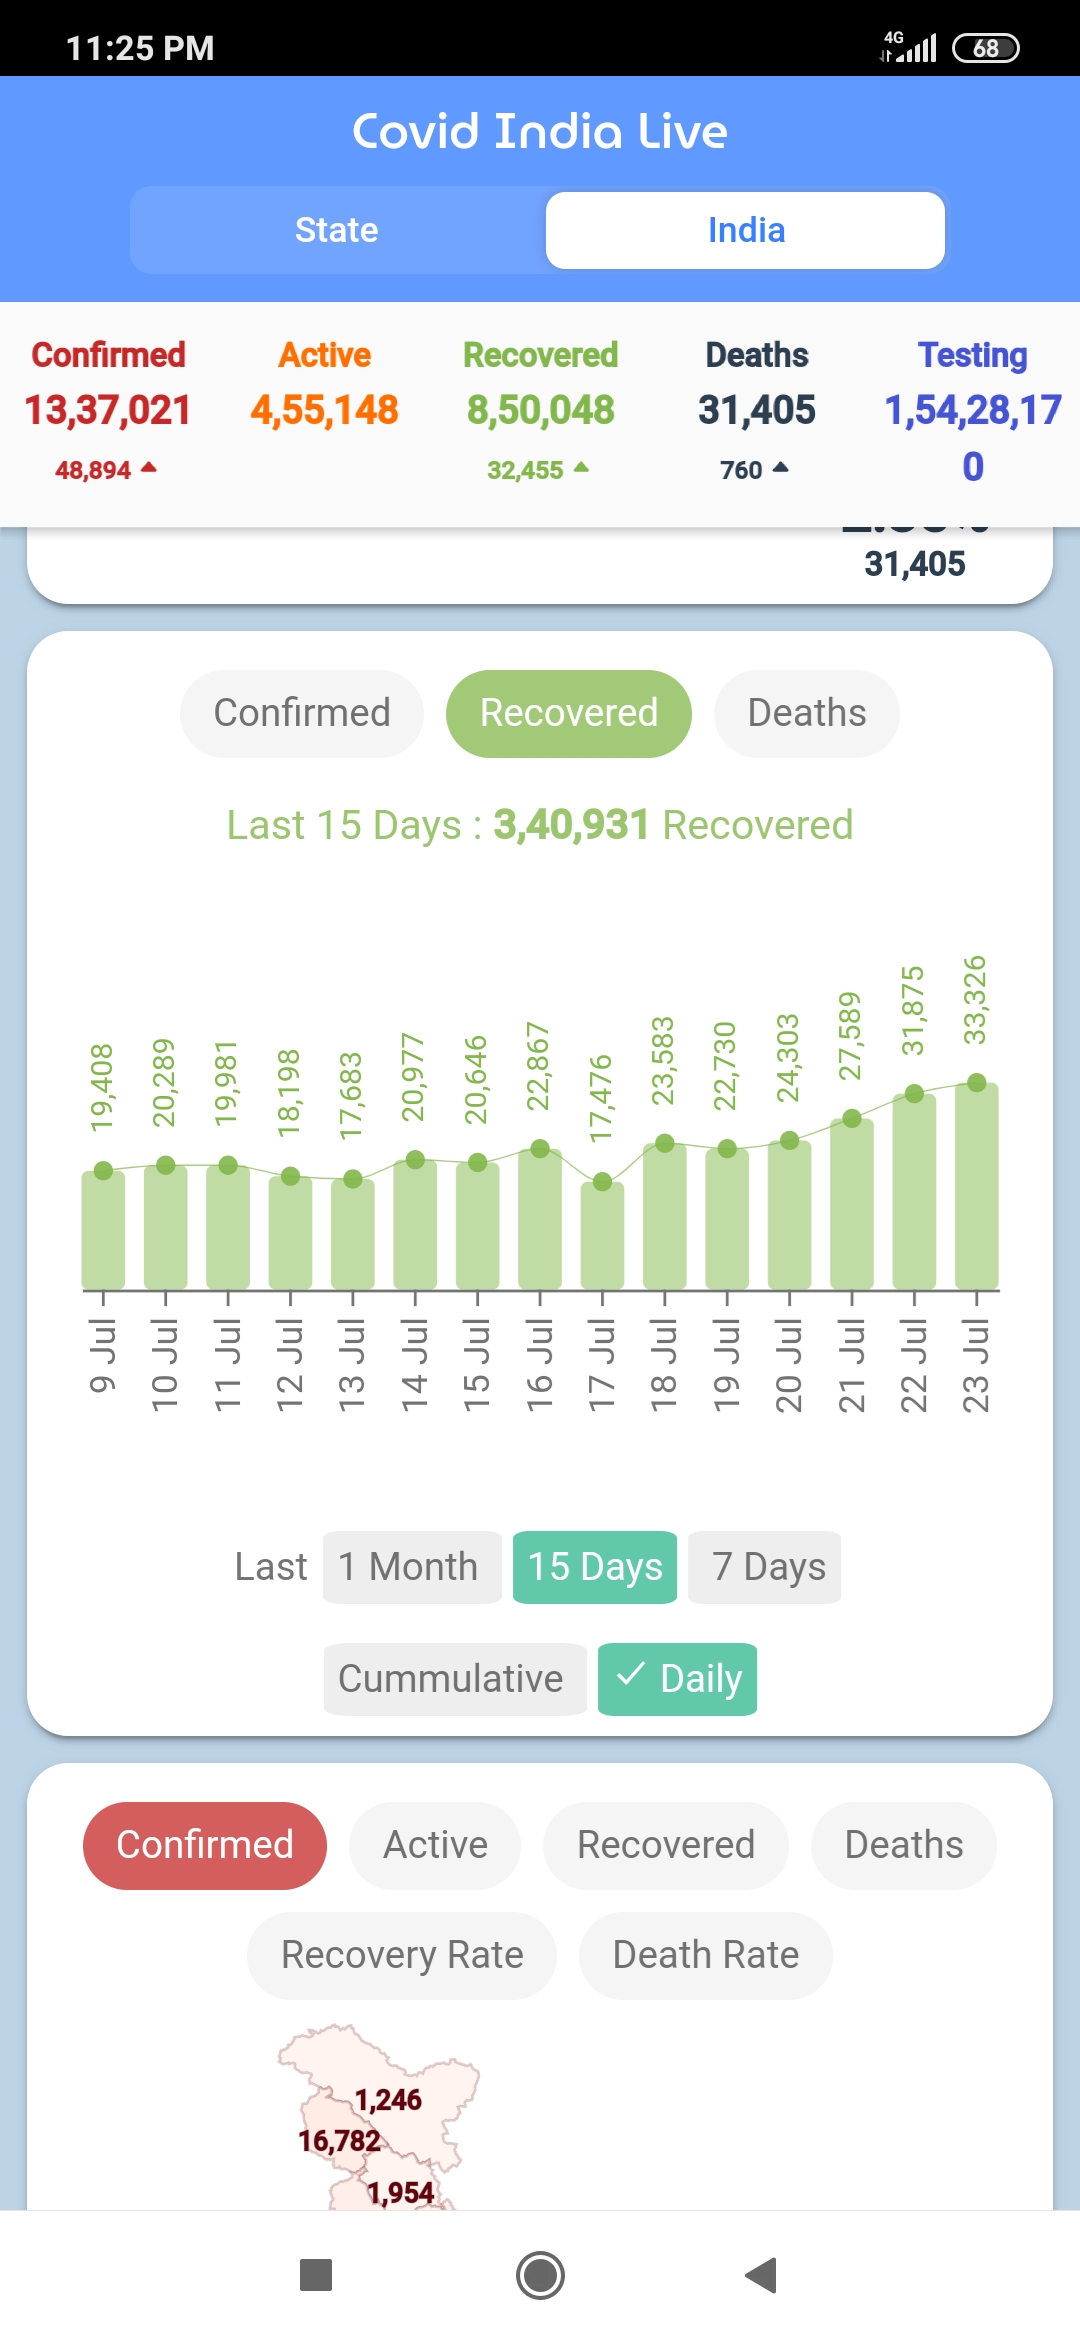 11:25 PM
4G
68
Covid India Live
State India
Confirmed Active Recovered Deaths Testing
13,37,021 4,55,148 8,50,048 31,405 1,54,28,17
0
48,894 32,455 760
31,405
Confirmed Recovered Deaths
Last 15 Days : 3,40,931 Recovered
19,408 20,289 19,981 18,198 17,683 20,977 20,646 22,867 17,476 23,583 22,730 24,303 27,589 31,875 33,326
9 Jul 10 Jul 11 Jul 12 Jul 13 Jul 14 Jul 15 Jul 16 Jul 17 Jul 18 Jul 19 Jul 20 Jul 21 Jul 22 Jul 23 Jul
Last 1 Month 15 Days 7 Days
Cummulative Daily
Confirmed Active Recovered Deaths
Recovery Rate Death Rate
1,246
16,782
1,954